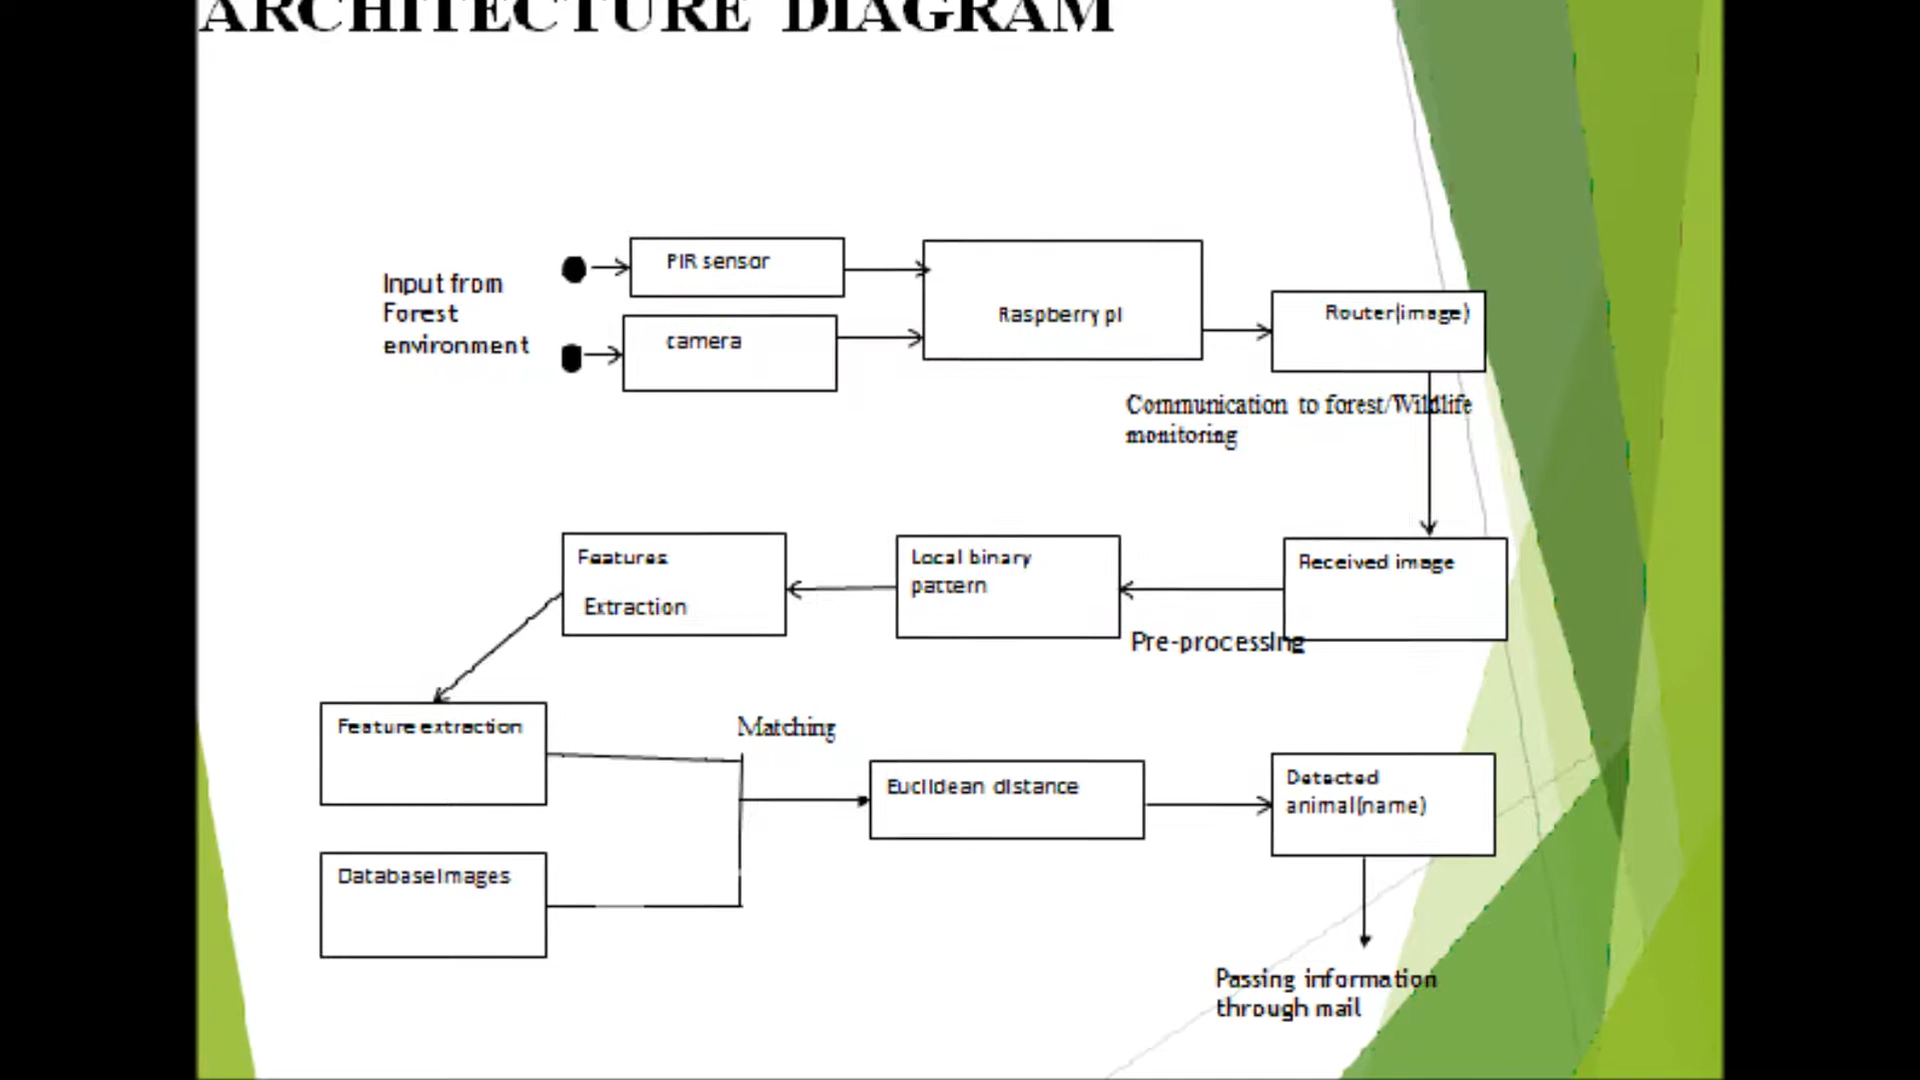 ARCHITECTURE DIAGRAM
PIR sensor
Input from
Forest
environment
camera
Raspberry pi
Router(image)
Communication to forest/Wildlife
monitoring
Features
Extraction
Local binary
pattern
Received image
Pre-processing
Feature extraction
Matching
Euclidean distance
Detected
animal(name)
Database Images
Passing information
through mail